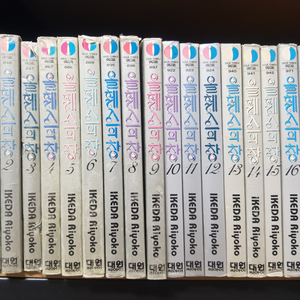 올훼스의 창 2 IKEDA Riyoko 대원
올훼스의 창 3 IKEDA Riyoko 대원
올훼스의 창 4 IKEDA Riyoko 대원
올훼스의 창 5 IKEDA Riyoko 대원
올훼스의 창 6 IKEDA Riyoko 대원
올훼스의 창 7 IKEDA Riyoko 대원
올훼스의 창 8 IKEDA Riyoko 대원
올훼스의 창 9 IKEDA Riyoko 대원
올훼스의 창 10 IKEDA Riyoko 대원
올훼스의 창 11 IKEDA Riyoko 대원
올훼스의 창 12 IKEDA Riyoko 대원
올훼스의 창 13 IKEDA Riyoko 대원
올훼스의 창 14 IKEDA Riyoko 대원
올훼스의 창 15 IKEDA Riyoko 대원
올훼스의 창 16 IKEDA Riyoko 대원